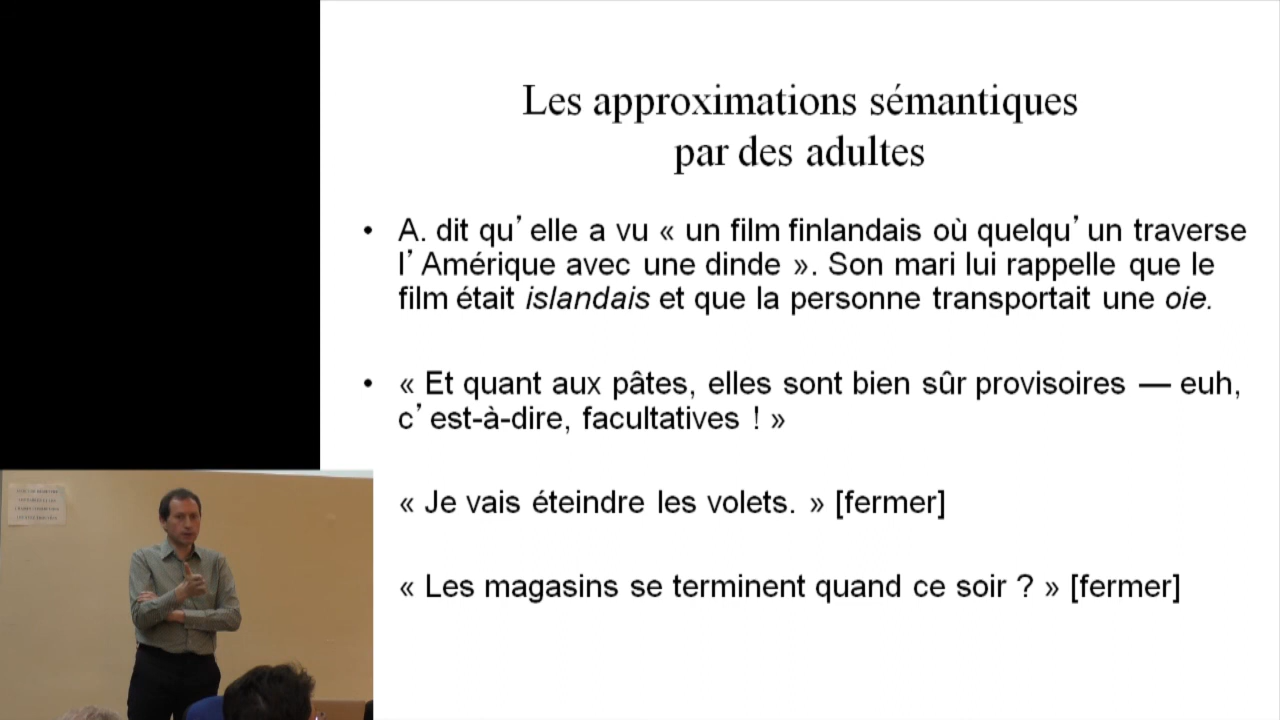 Les approximations sémantiques
par des adultes
• A. dit qu’elle a vu « un film finlandais où quelqu’un traverse
l’Amérique avec une dinde ». Son mari lui rappelle que le
film était islandais et que la personne transportait une oie.
• « Et quant aux pâtes, elles sont bien sûr provisoires — euh,
c’est-à-dire, facultatives ! »
« Je vais éteindre les volets. » [fermer]
« Les magasins se terminent quand ce soir ? » [fermer]